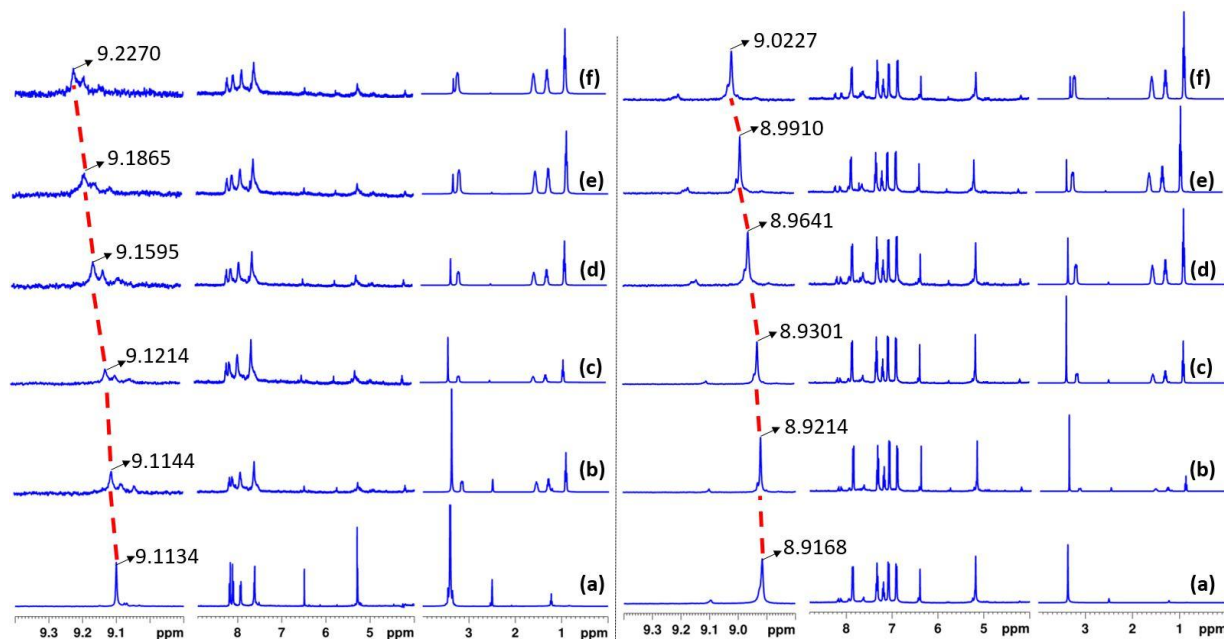 9.2270
(f)
9.0227
(f)
9.1865
(e)
8.9910
(e)
9.1595
(d)
8.9641
(d)
9.1214
(c)
8.9301
(c)
9.1144
(b)
8.9214
(b)
9.1134
(a)
8.9168
(a)
9.3 9.2 9.1 ppm 8 7 6 5 ppm 3 2 1 ppm 9.3 9.2 9.1 9.0 ppm 8 7 6 5 ppm 3 2 1 ppm